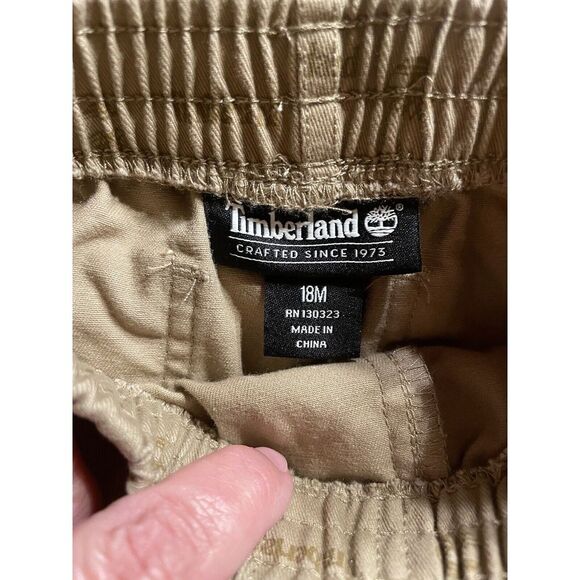 Timberland®
CRAFTED SINCE 1973
18M
RN 130323
MADE IN
CHINA